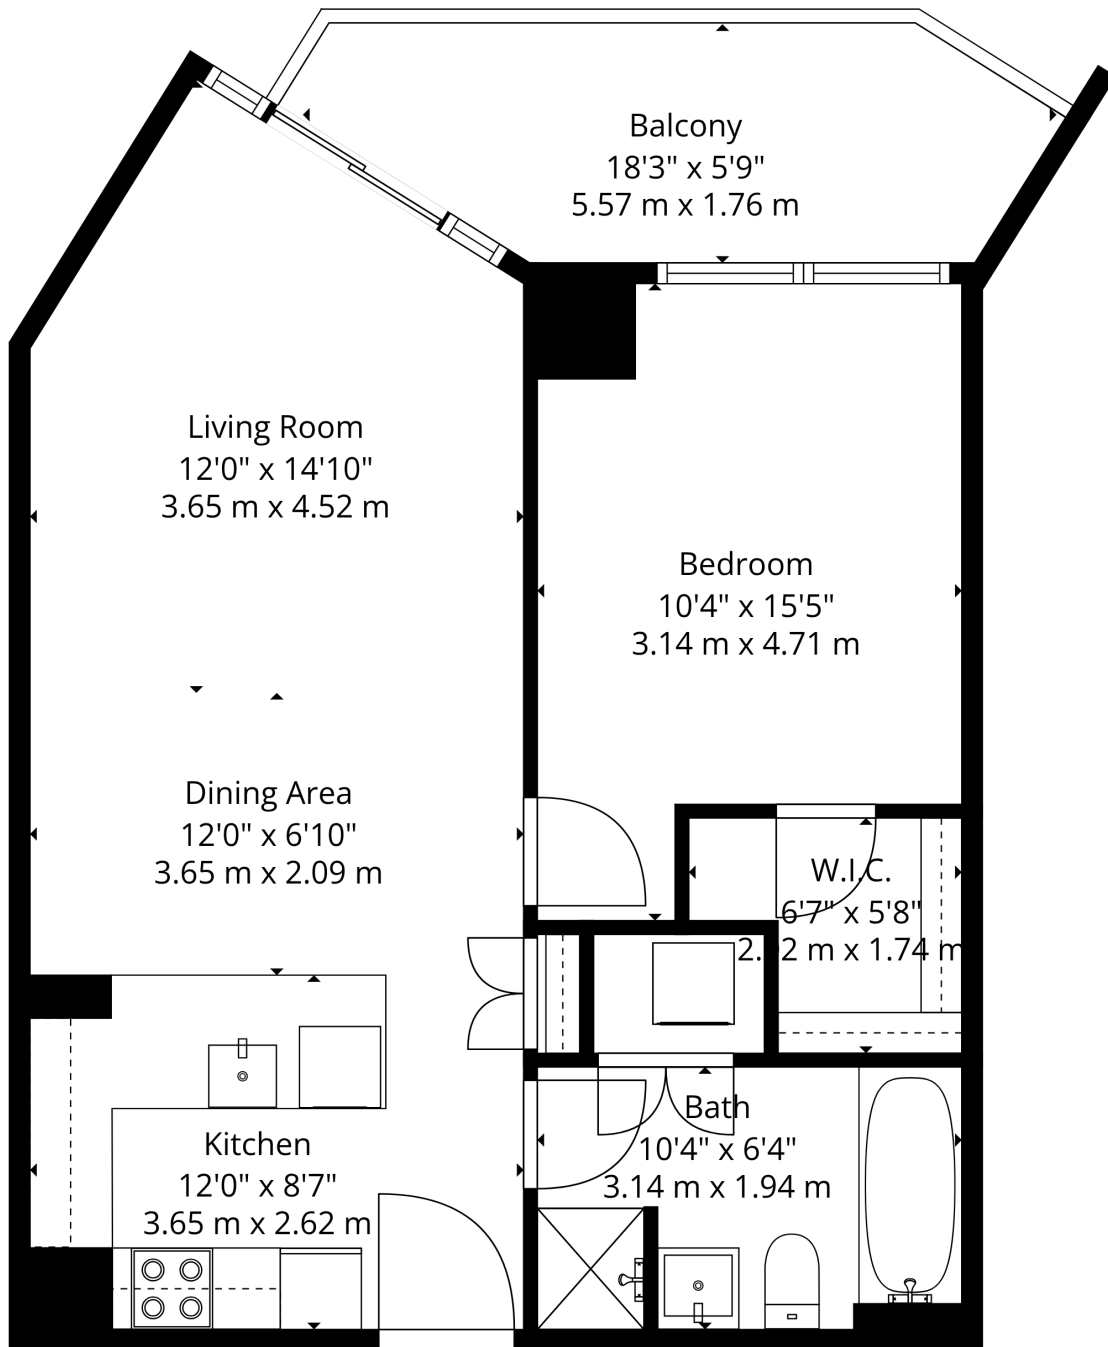 Balcony
18'3" x 5'9"
5.57 m x 1.76 m
Living Room
12'0" x 14'10"
3.65 m x 4.52 m
Bedroom
10'4" x 15'5"
3.14 m x 4.71 m
Dining Area
12'0" x 6'10"
3.65 m x 2.09 m
W.I.C.
6'7" x 5'8"
m x 1.74 m
Bath
10'4" x 6'4"
3.14 m x 1.94 m
Kitchen
12'0" x 8'7"
3.65 m x 2.62 m